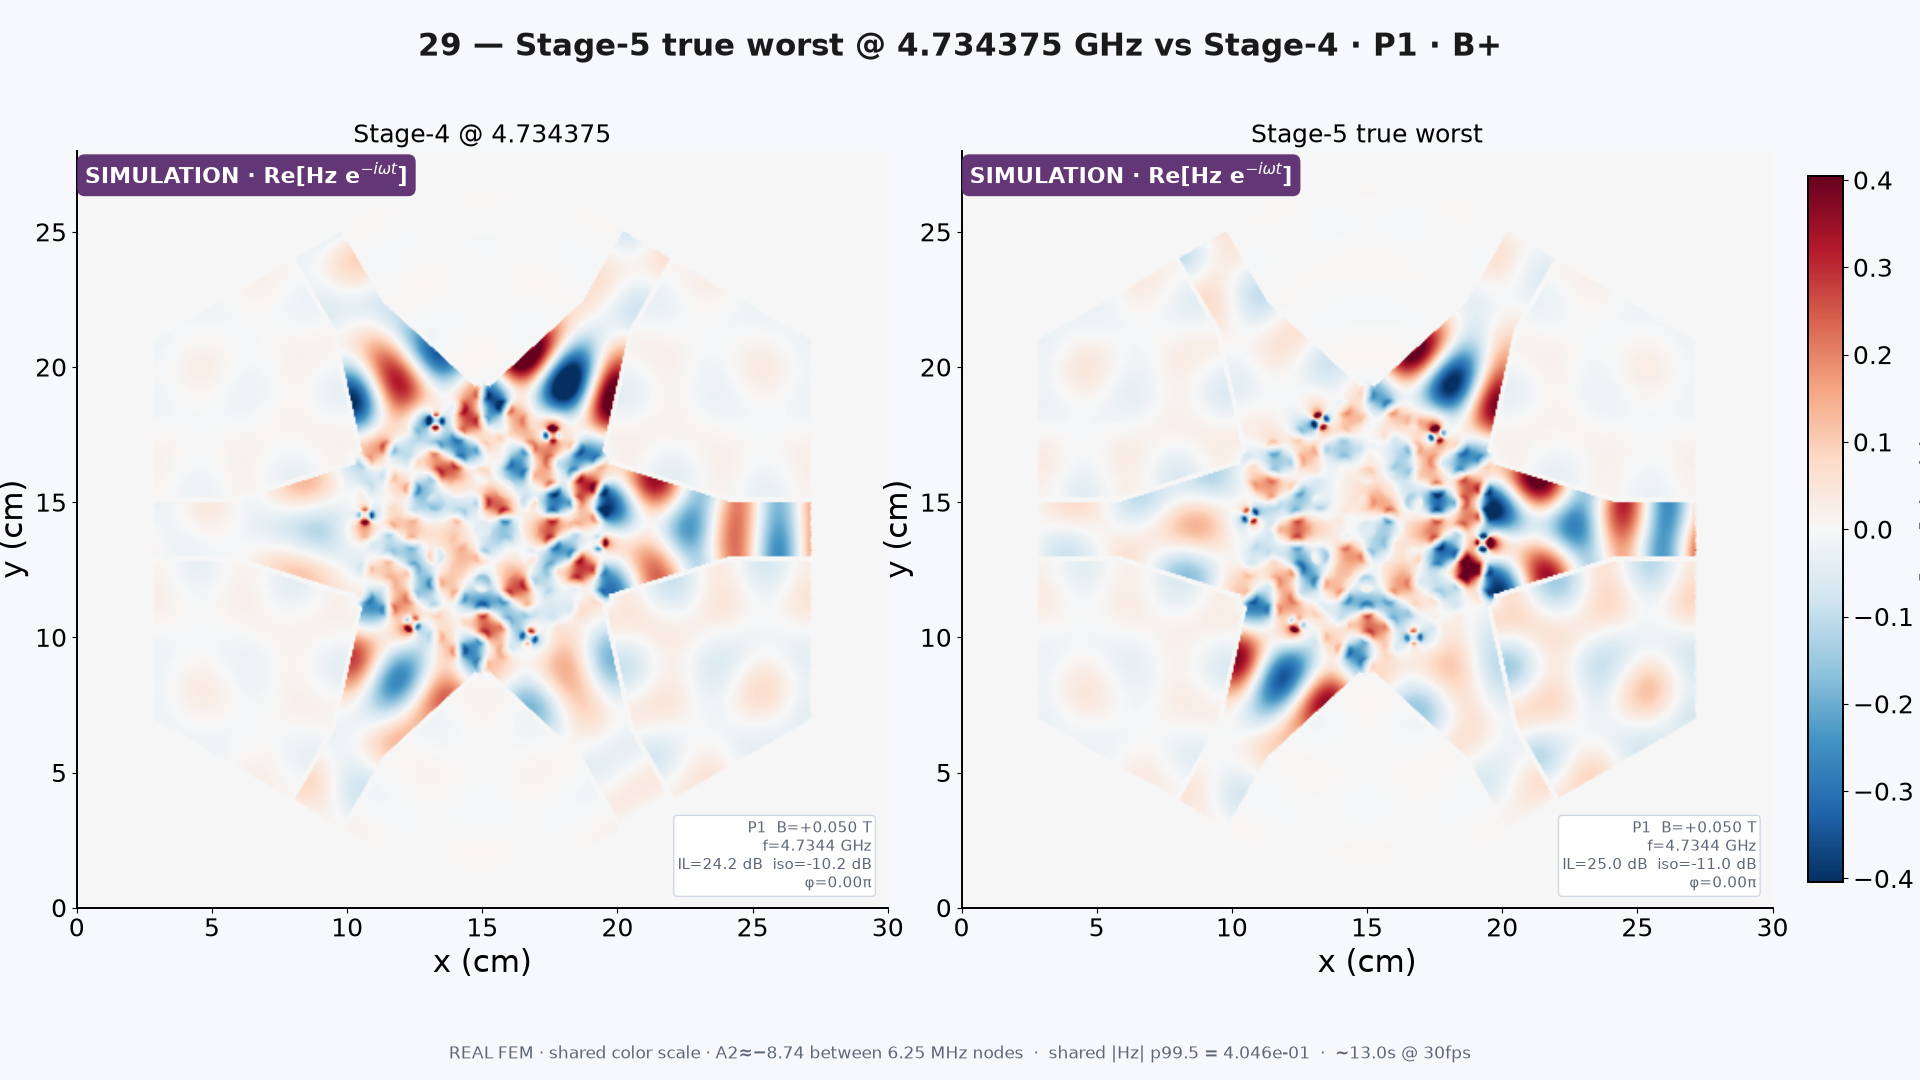 29 — Stage-5 true worst @ 4.734375 GHz vs Stage-4 · P1 · B+
Stage-4 @ 4.734375
SIMULATION · Re[Hz e^{−iωt}]
25
20
15
10
5
0
y (cm)
0 5 10 15 20 25 30
x (cm)
P1 B=+0.050 T
f=4.7344 GHz
IL=24.2 dB iso=-10.2 dB
φ=0.00π
Stage-5 true worst
SIMULATION · Re[Hz e^{−iωt}]
25
20
15
10
5
0
y (cm)
0 5 10 15 20 25 30
x (cm)
P1 B=+0.050 T
f=4.7344 GHz
IL=25.0 dB iso=-11.0 dB
φ=0.00π
0.4
0.3
0.2
0.1
0.0
−0.1
−0.2
−0.3
−0.4
REAL FEM · shared color scale · A2≈−8.74 between 6.25 MHz nodes · shared |Hz| p99.5 = 4.046e-01 · ~13.0s @ 30fps